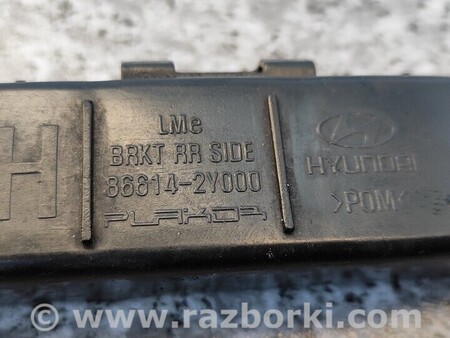 H
LMe
BRKT RR SIDE
86614-2Y000
PLAKOR
HYUNDAI
>POM<
www.razborki.com